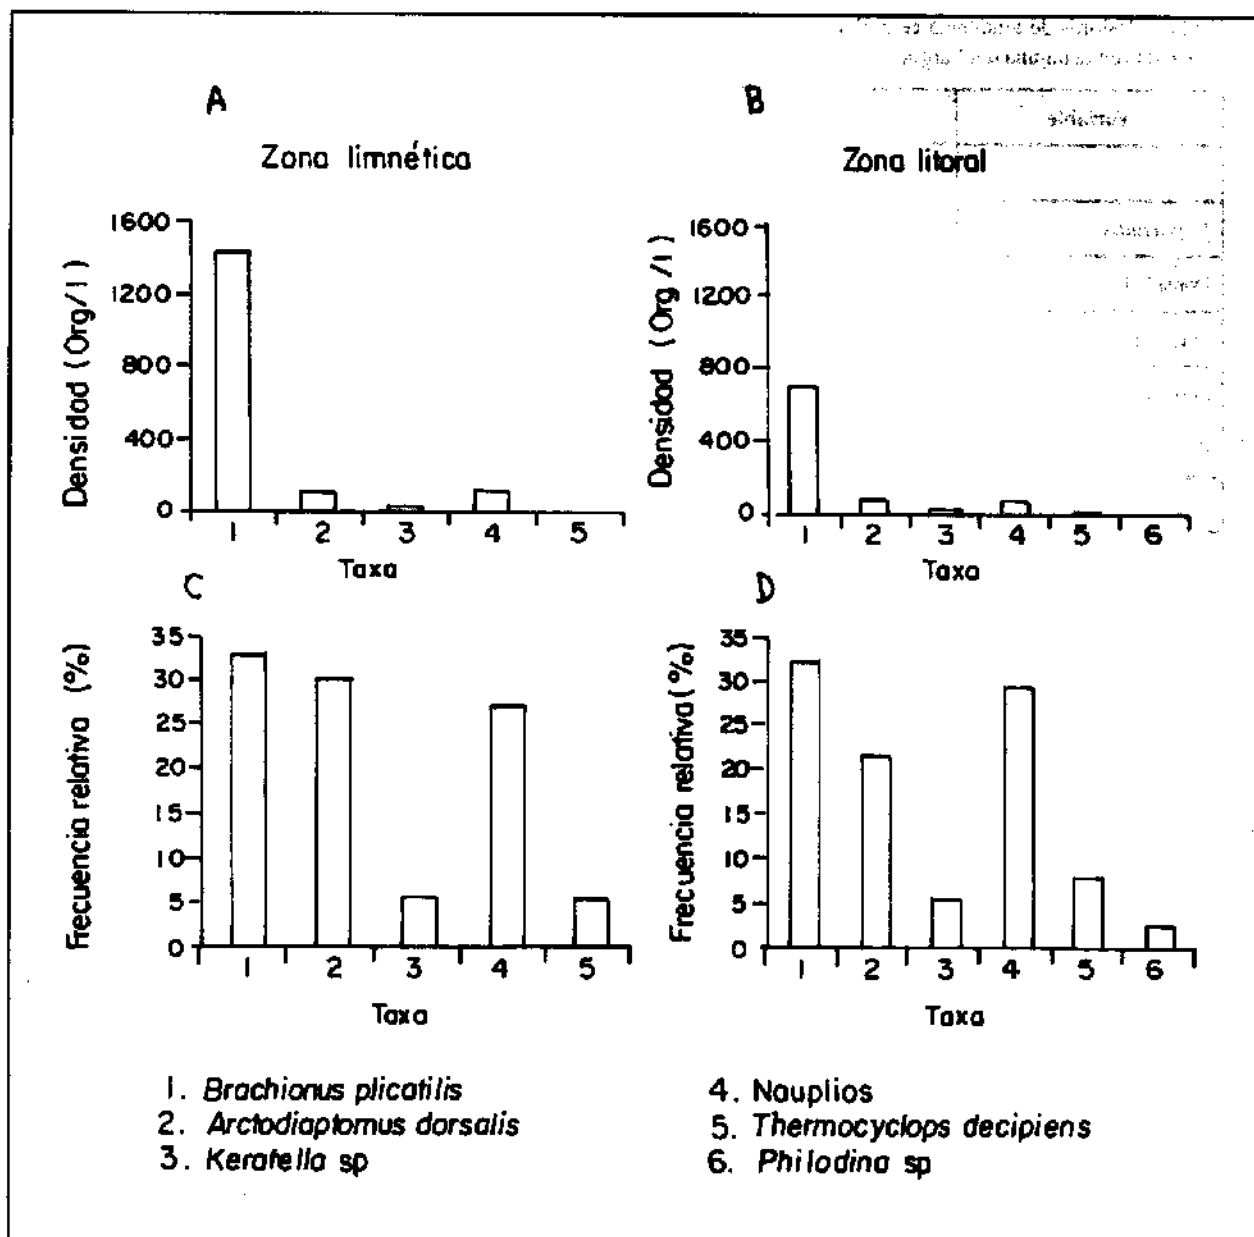 A
Zona limnética
Densidad (Org/l)
1600
1200
800
400
0
1 2 3 4 5
Taxa
B
Zona litoral
Densidad (Org/l)
1600
1200
800
400
0
1 2 3 4 5 6
Taxa
C
Frecuencia relativa (%)
35
30
25
20
15
10
5
0
1 2 3 4 5
Taxa
D
Frecuencia relativa (%)
35
30
25
20
15
10
5
0
1 2 3 4 5 6
Taxa
1. Brachionus plicatilis
2. Arctodiaptomus dorsalis
3. Keratella sp
4. Nauplios
5. Thermocyclops decipiens
6. Philodina sp